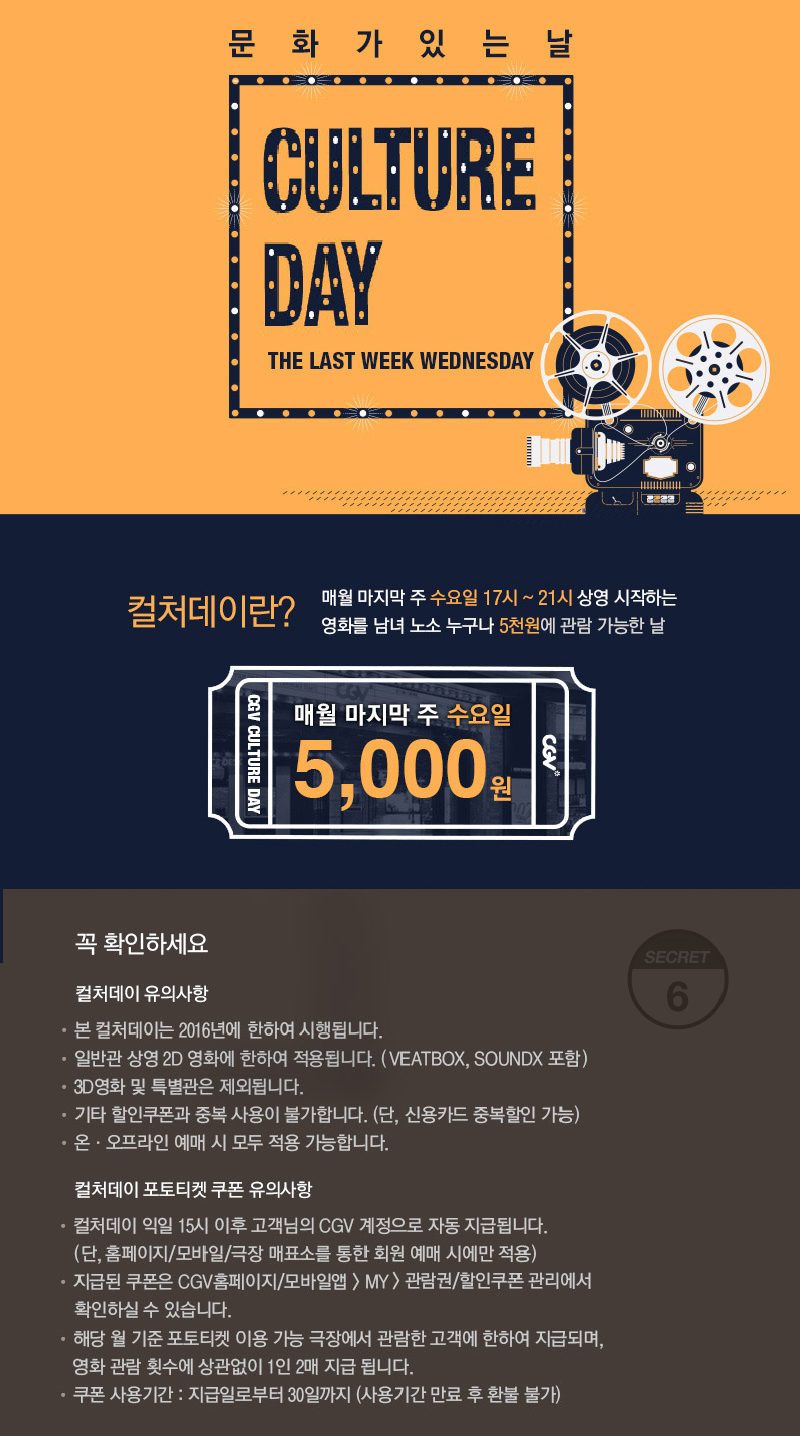 문화가있는날
CULTURE
DAY
THE LAST WEEK WEDNESDAY
컬처데이란?
매월 마지막 주 수요일 17시 ~ 21시 상영 시작하는
영화를 남녀 노소 누구나 5천원에 관람 가능한 날
CGV CULTURE DAY
매월 마지막 주 수요일
5,000원
CGV
꼭 확인하세요
SECRET
6
컬처데이 유의사항
• 본 컬처데이는 2016년에 한하여 시행됩니다.
• 일반관 상영 2D 영화에 한하여 적용됩니다. ( VEATBOX, SOUNDX 포함 )
• 3D영화 및 특별관은 제외됩니다.
• 기타 할인쿠폰과 중복 사용이 불가합니다. (단, 신용카드 중복할인 가능)
• 온 · 오프라인 예매 시 모두 적용 가능합니다.
컬처데이 포토티켓 쿠폰 유의사항
• 컬처데이 익일 15시 이후 고객님의 CGV 계정으로 자동 지급됩니다.
(단, 홈페이지/모바일/극장 매표소를 통한 회원 예매 시에만 적용)
• 지급된 쿠폰은 CGV홈페이지/모바일앱 > MY > 관람권/할인쿠폰 관리에서
확인하실 수 있습니다.
• 해당 월 기준 포토티켓 이용 가능 극장에서 관람한 고객에 한하여 지급되며,
영화 관람 횟수에 상관없이 1인 2매 지급 됩니다.
• 쿠폰 사용기간 : 지급일로부터 30일까지 (사용기간 만료 후 환불 불가)